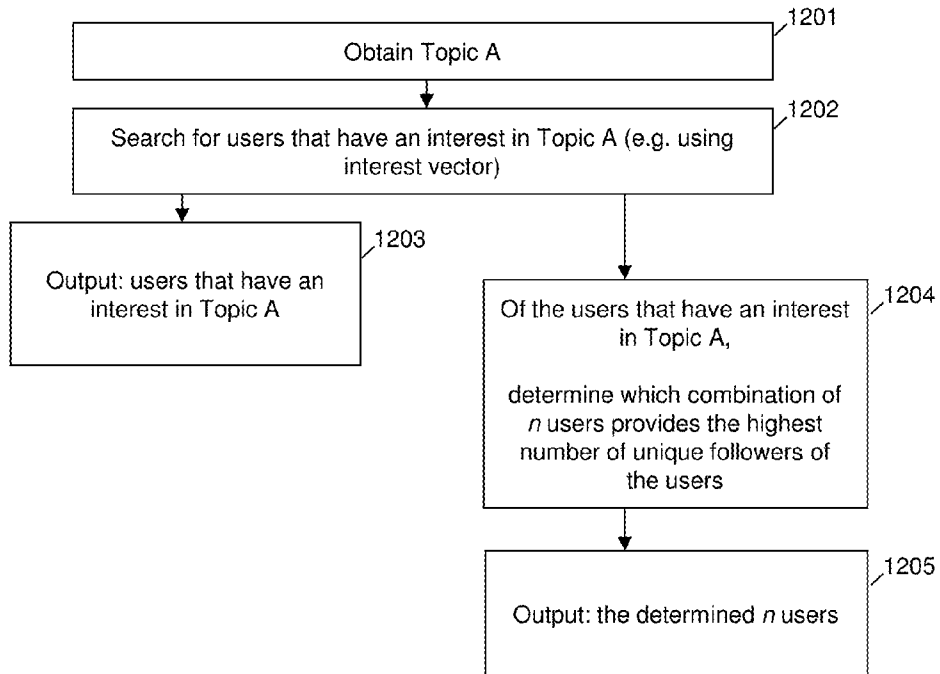 1201
Obtain Topic A
1202
Search for users that have an interest in Topic A (e.g. using
interest vector)
1203
Output: users that have an
interest in Topic A
1204
Of the users that have an interest
in Topic A,
determine which combination of
n users provides the highest
number of unique followers of
the users
1205
Output: the determined n users